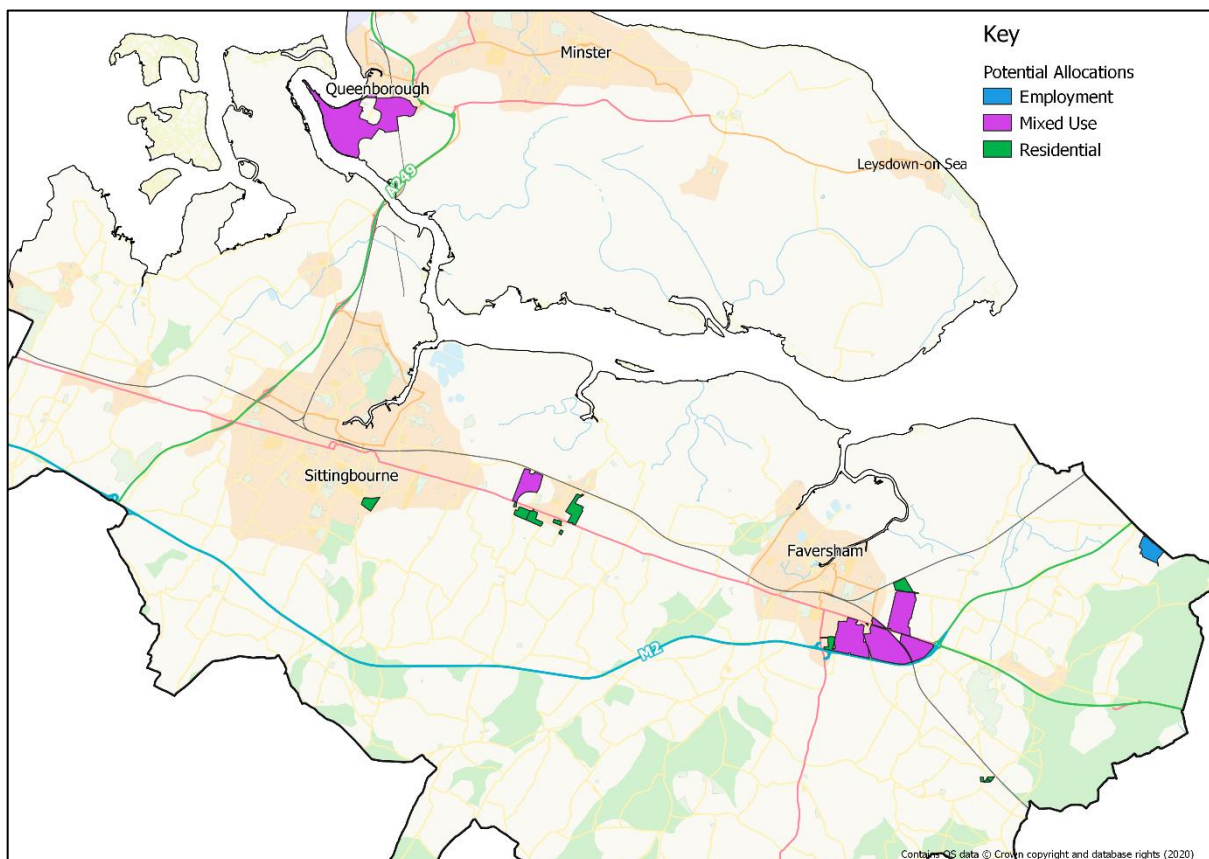 Key
Potential Allocations
Employment
Mixed Use
Residential
Minster
Queenborough
Leysdown-on Sea
A249
Sittingbourne
Faversham
M2
Contains OS data © Crown copyright and database rights (2020)